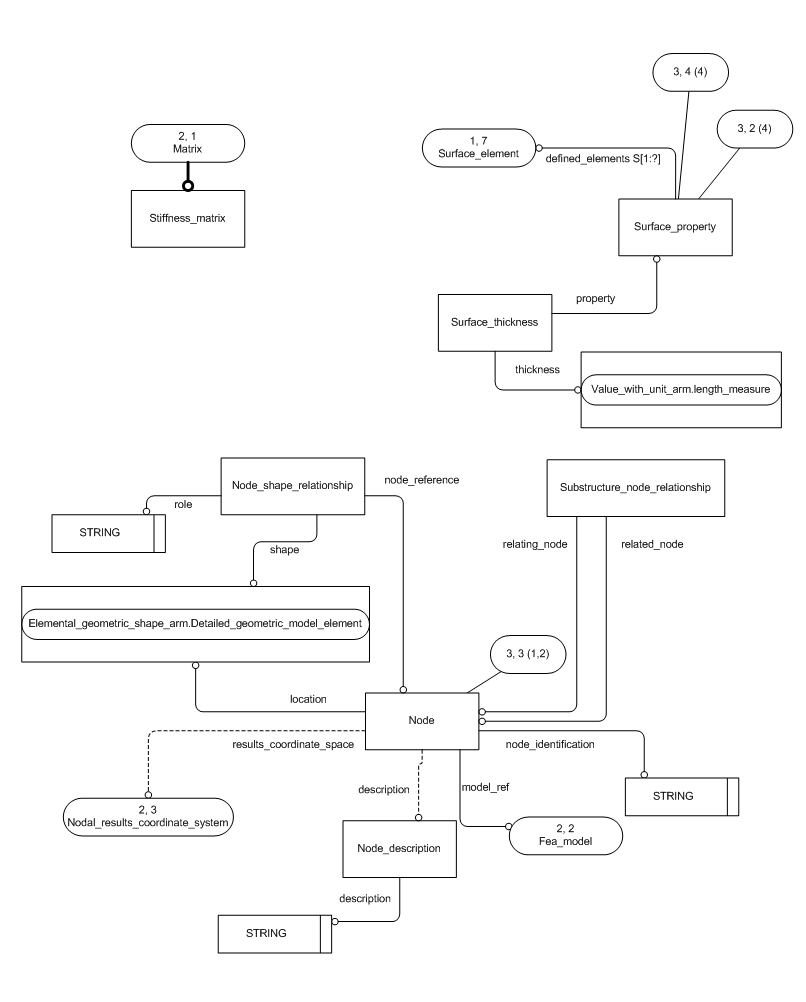 3, 4 (4)
3, 2 (4)
2, 1
Matrix
1, 7
Surface_element
defined_elements S[1:?]
Stiffness_matrix
Surface_property
property
Surface_thickness
thickness
Value_with_unit_arm.length_measure
Node_shape_relationship
node_reference
Substructure_node_relationship
role
STRING
shape
relating_node
related_node
Elemental_geometric_shape_arm.Detailed_geometric_model_element
3, 3 (1,2)
location
Node
results_coordinate_space
node_identification
description
model_ref
STRING
2, 3
Nodal_results_coordinate_system
2, 2
Fea_model
Node_description
description
STRING